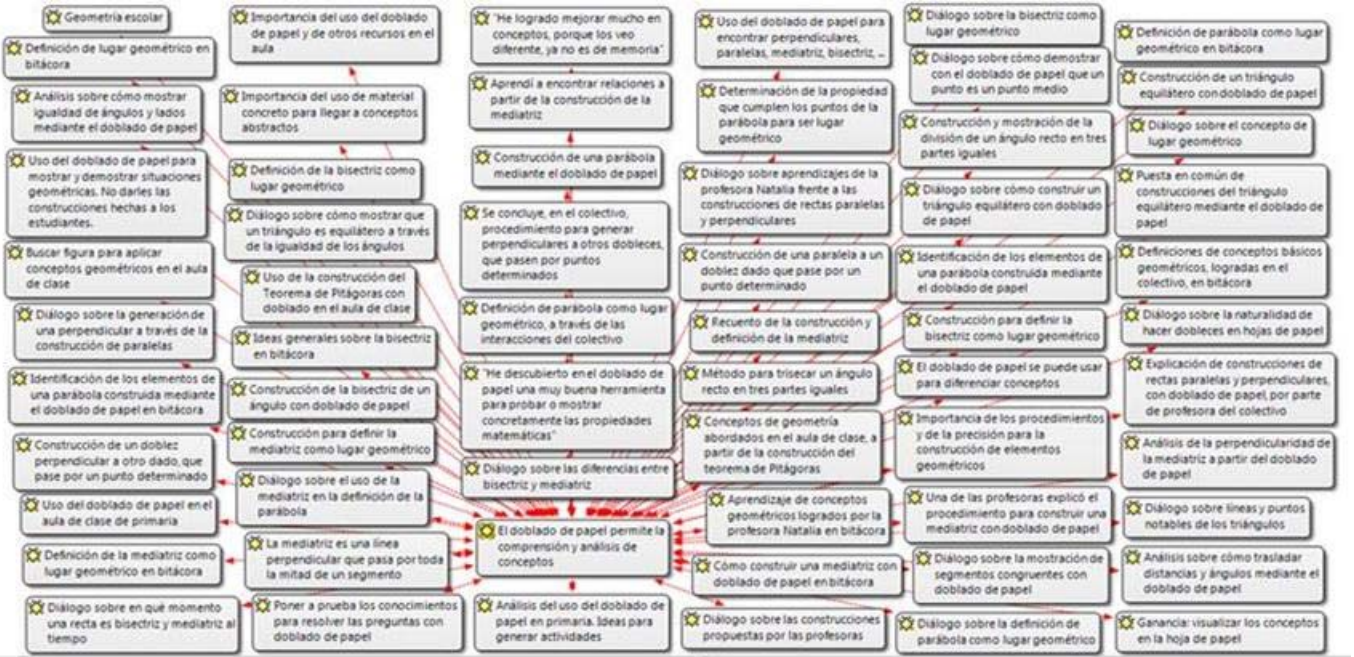 Geometría escolar
Definición de lugar geométrico en
bitácora
Análisis sobre cómo mostrar
igualdad de ángulos y lados
mediante el doblado de papel
Uso del doblado de papel para
mostrar y demostrar situaciones
geométricas. No darles las
construcciones hechas a los
estudiantes.
Buscar figura para aplicar
conceptos geométricos en el aula
de clase
Diálogo sobre la generación de
una perpendicular a través de la
construcción de paralelas
Identificación de los elementos de
una parábola construida mediante
el doblado de papel en bitácora
Construcción de un doblez
perpendicular a otro dado, que
pase por un punto determinado
Uso del doblado de papel en el
aula de clase de primaria
Definición de la mediatriz como
lugar geométrico en bitácora
Diálogo sobre en qué momento
una recta es bisectriz y mediatriz al
tiempo
Importancia del uso del doblado
de papel y de otros recursos en el
aula
Importancia del uso de material
concreto para llegar a conceptos
abstractos
Definición de la bisectriz como
lugar geométrico
Diálogo sobre cómo mostrar que
un triángulo es equilátero a través
de la igualdad de los ángulos
Uso de la construcción del
Teorema de Pitágoras con
doblado en el aula de clase
Ideas generales sobre la bisectriz
en bitácora
Construcción de la bisectriz de un
ángulo con doblado de papel
Construcción para definir la
mediatriz como lugar geométrico
Diálogo sobre el uso de la
mediatriz en la definición de la
parábola
La mediatriz es una línea
perpendicular que pasa por toda
la mitad de un segmento
Poner a prueba los conocimientos
para resolver las preguntas con
doblado de papel
"He logrado mejorar mucho en
conceptos, porque los veo
diferente, ya no es de memoria"
Aprendí a encontrar relaciones a
partir de la construcción de la
mediatriz
Construcción de una parábola
mediante el doblado de papel
Se concluye, en el colectivo,
procedimiento para generar
perpendiculares a otros dobleces,
que pasen por puntos
determinados
Definición de parábola como lugar
geométrico, a través de las
interacciones del colectivo
"He descubierto en el doblado de
papel una muy buena herramienta
para probar o mostrar
concretamente las propiedades
matemáticas"
Diálogo sobre las diferencias entre
bisectriz y mediatriz
El doblado de papel permite la
comprensión y análisis de
conceptos
Análisis del uso del doblado de
papel en primaria. Ideas para
generar actividades
Uso del doblado de papel para
encontrar perpendiculares,
paralelas, mediatriz, bisectriz, ...
Determinación de la propiedad
que cumplen los puntos de la
parábola para ser lugar
geométrico
Diálogo sobre aprendizajes de la
profesora Natalia frente a las
construcciones de rectas paralelas
y perpendiculares
Construcción de una paralela a un
doblez dado que pase por un
punto determinado
Recuento de la construcción y
definición de la mediatriz
Método para trisecar un ángulo
recto en tres partes iguales
Conceptos de geometría
abordados en el aula de clase, a
partir de la construcción del
teorema de Pitágoras
Aprendizaje de conceptos
geométricos logrados por la
profesora Natalia en bitácora
Cómo construir una mediatriz con
doblado de papel en bitácora
Diálogo sobre las construcciones
propuestas por las profesoras
Diálogo sobre la bisectriz como
lugar geométrico
Diálogo sobre cómo demostrar
con el doblado de papel que un
punto es un punto medio
Construcción y mostración de la
división de un ángulo recto en tres
partes iguales
Diálogo sobre cómo construir un
triángulo equilátero con doblado
de papel
Identificación de los elementos de
una parábola construida mediante
el doblado de papel
Construcción para definir la
bisectriz como lugar geométrico
El doblado de papel se puede usar
para diferenciar conceptos
Importancia de los procedimientos
y de la precisión para la
construcción de elementos
geométricos
Una de las profesoras explicó el
procedimiento para construir una
mediatriz con doblado de papel
Diálogo sobre la mostración de
segmentos congruentes con
doblado de papel
Diálogo sobre la definición de
parábola como lugar geométrico
Definición de parábola como lugar
geométrico en bitácora
Construcción de un triángulo
equilátero con doblado de papel
Diálogo sobre el concepto de
lugar geométrico
Puesta en común de
construcciones del triángulo
equilátero mediante el doblado de
papel
Definiciones de conceptos básicos
geométricos, logradas en el
colectivo, en bitácora
Diálogo sobre la naturalidad de
hacer dobleces en hojas de papel
Explicación de construcciones de
rectas paralelas y perpendiculares,
con doblado de papel, por parte
de profesora del colectivo
Análisis de la perpendicularidad de
la mediatriz a partir del doblado
de papel
Diálogo sobre líneas y puntos
notables de los triángulos
Análisis sobre cómo trasladar
distancias y ángulos mediante el
doblado de papel
Ganancia: visualizar los conceptos
en la hoja de papel